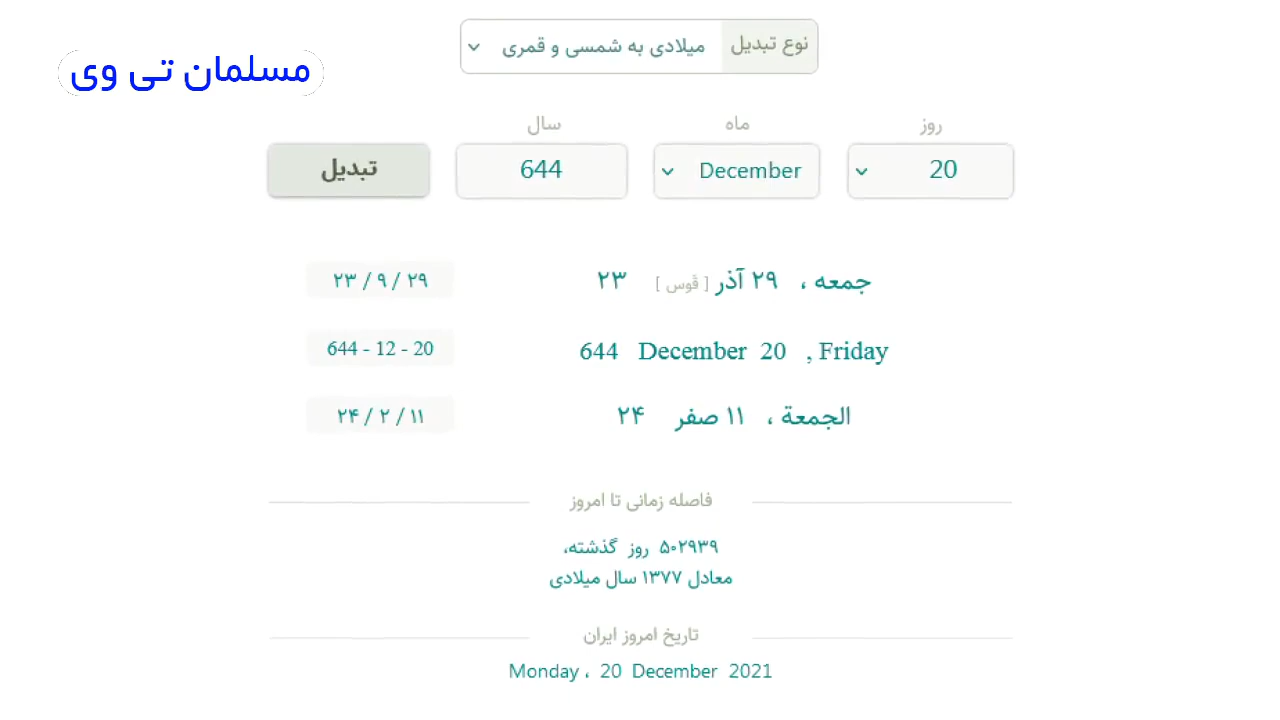 نوع تبدیل میلادی به شمسی و قمری
مسلمان تی وی
روز ماه سال
20 December 644 تبدیل
جمعه ، ۲۹ آذر [ قوس ] ۲۳ ۲۳ / ۹ / ۲۹
644 December 20 , Friday 644 - 12 - 20
الجمعة ، ۱۱ صفر ۲۴ ۲۴ / ۲ / ۱۱
فاصله زمانی تا امروز
۵۰۲۹۳۹ روز گذشته،
معادل ۱۳۷۷ سال میلادی
تاریخ امروز ایران
Monday ، 20 December 2021